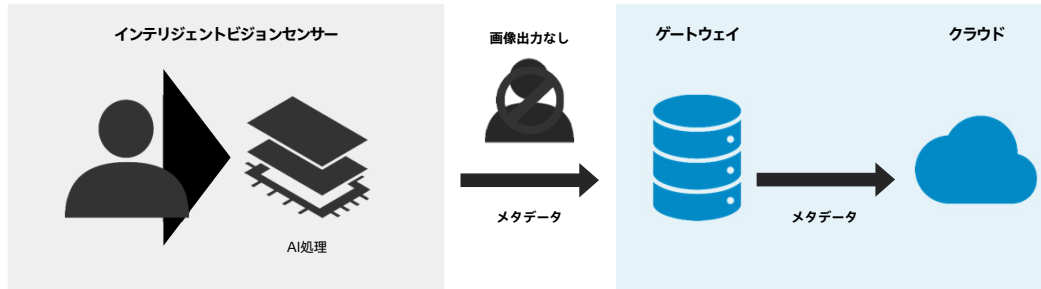 インテリジェントビジョンセンサー
画像出力なし
ゲートウェイ
クラウド
AI処理
メタデータ
メタデータ